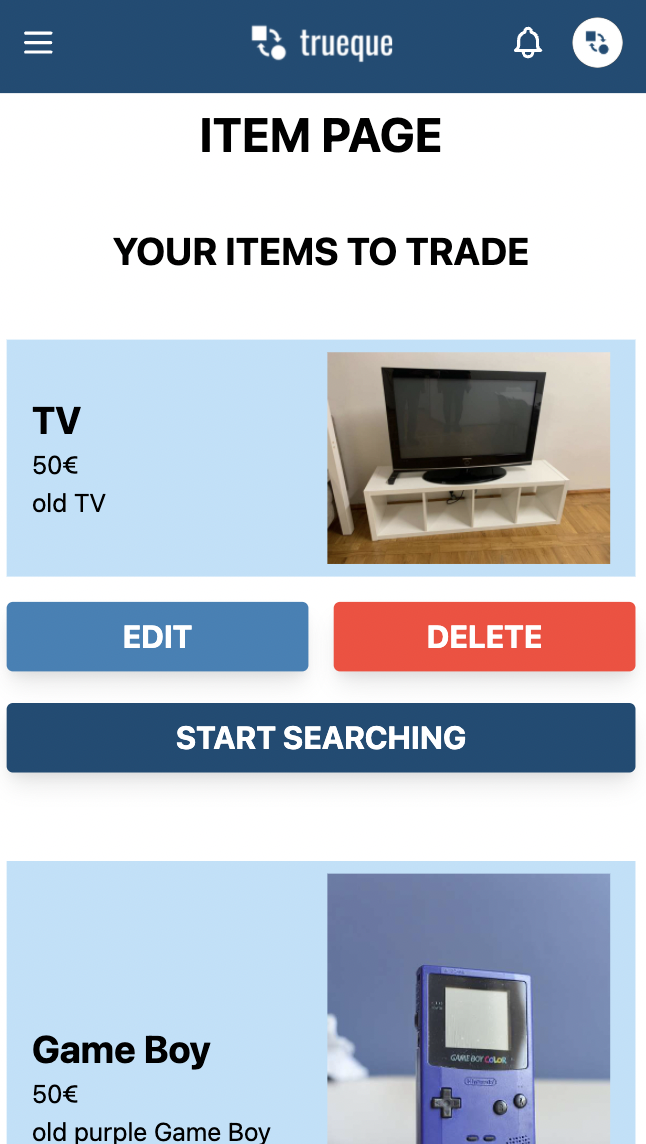 trueque
ITEM PAGE
YOUR ITEMS TO TRADE
TV
50€
old TV
EDIT
DELETE
START SEARCHING
GAME BOY COLOR
Nintendo
Game Boy
50€
old purple Game Boy